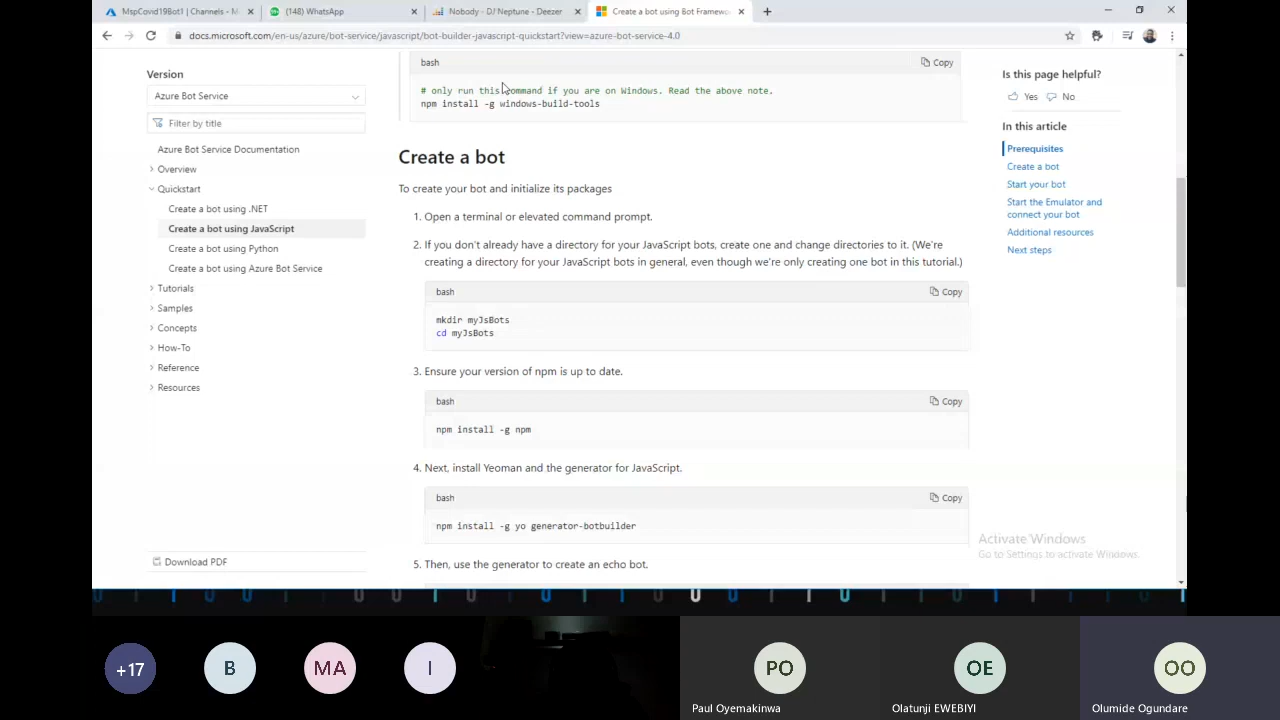 MspCovid19Bot1 | Channels - M
(148) WhatsApp
Nobody - DJ Neptune - Deezer
Create a bot using Bot Framewo
docs.microsoft.com/en-us/azure/bot-service/javascript/bot-builder-javascript-quickstart?view=azure-bot-service-4.0
Version
Azure Bot Service
Filter by title
Azure Bot Service Documentation
Overview
Quickstart
Create a bot using .NET
Create a bot using JavaScript
Create a bot using Python
Create a bot using Azure Bot Service
Tutorials
Samples
Concepts
How-To
Reference
Resources
Download PDF
bash
Copy
# only run this command if you are on Windows. Read the above note.
npm install -g windows-build-tools
Create a bot
To create your bot and initialize its packages
1. Open a terminal or elevated command prompt.
2. If you don't already have a directory for your JavaScript bots, create one and change directories to it. (We're
creating a directory for your JavaScript bots in general, even though we're only creating one bot in this tutorial.)
bash
Copy
mkdir myJsBots
cd myJsBots
3. Ensure your version of npm is up to date.
bash
Copy
npm install -g npm
4. Next, install Yeoman and the generator for JavaScript.
bash
Copy
npm install -g yo generator-botbuilder
5. Then, use the generator to create an echo bot.
Is this page helpful?
Yes
No
In this article
Prerequisites
Create a bot
Start your bot
Start the Emulator and
connect your bot
Additional resources
Next steps
Activate Windows
Go to Settings to activate Windows.
+17
B
MA
I
PO
Paul Oyemakinwa
OE
Olatunji EWEBIYI
OO
Olumide Ogundare